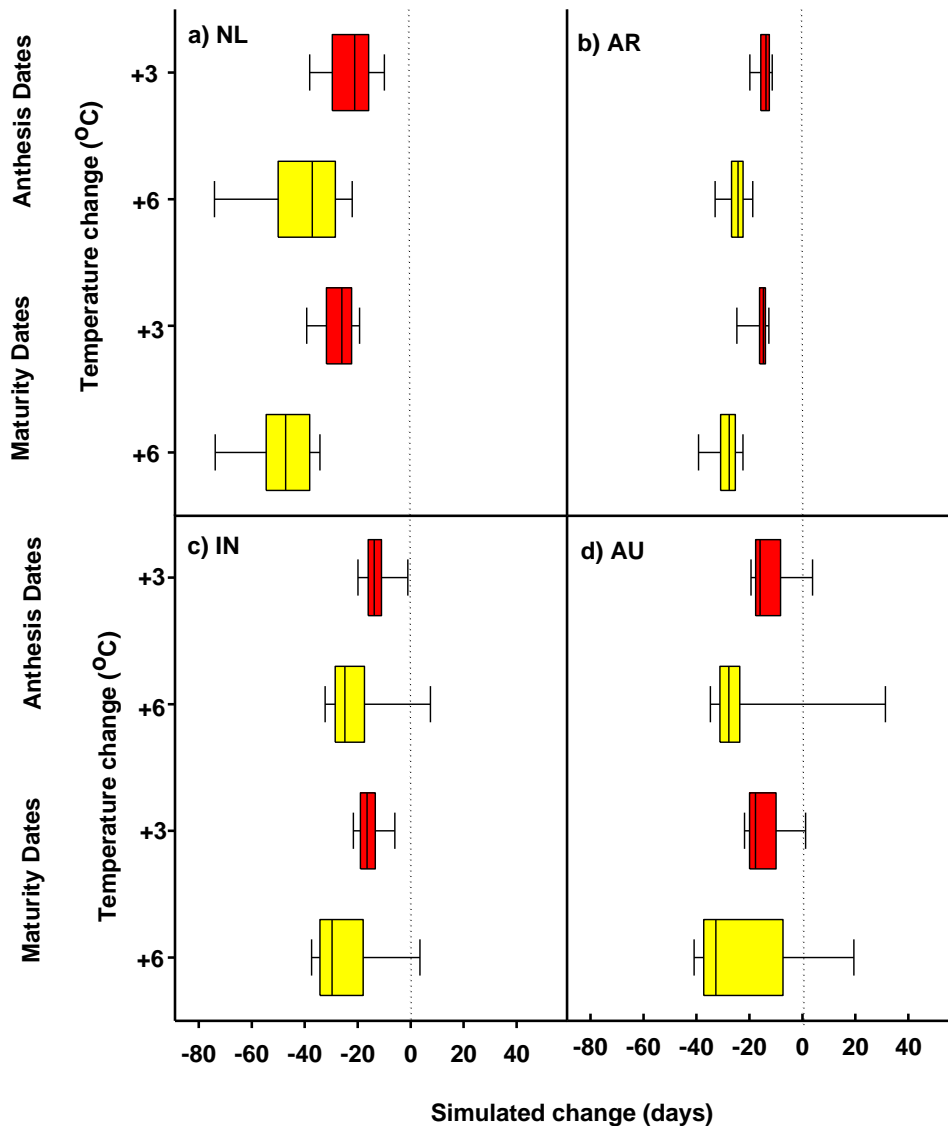 a) NL
b) AR
Anthesis Dates
Maturity Dates
Temperature change (ºC)
+3
+6
+3
+6
c) IN
d) AU
Anthesis Dates
Maturity Dates
Temperature change (ºC)
+3
+6
+3
+6
-80 -60 -40 -20 0 20 40
-80 -60 -40 -20 0 20 40
Simulated change (days)